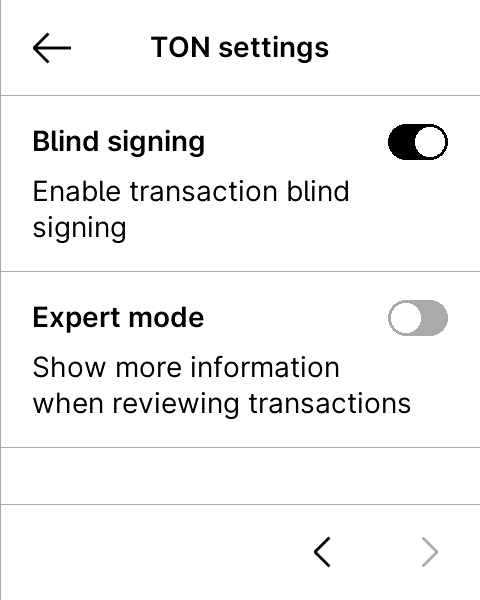 TON settings
Blind signing
Enable transaction blind
signing
Expert mode
Show more information
when reviewing transactions